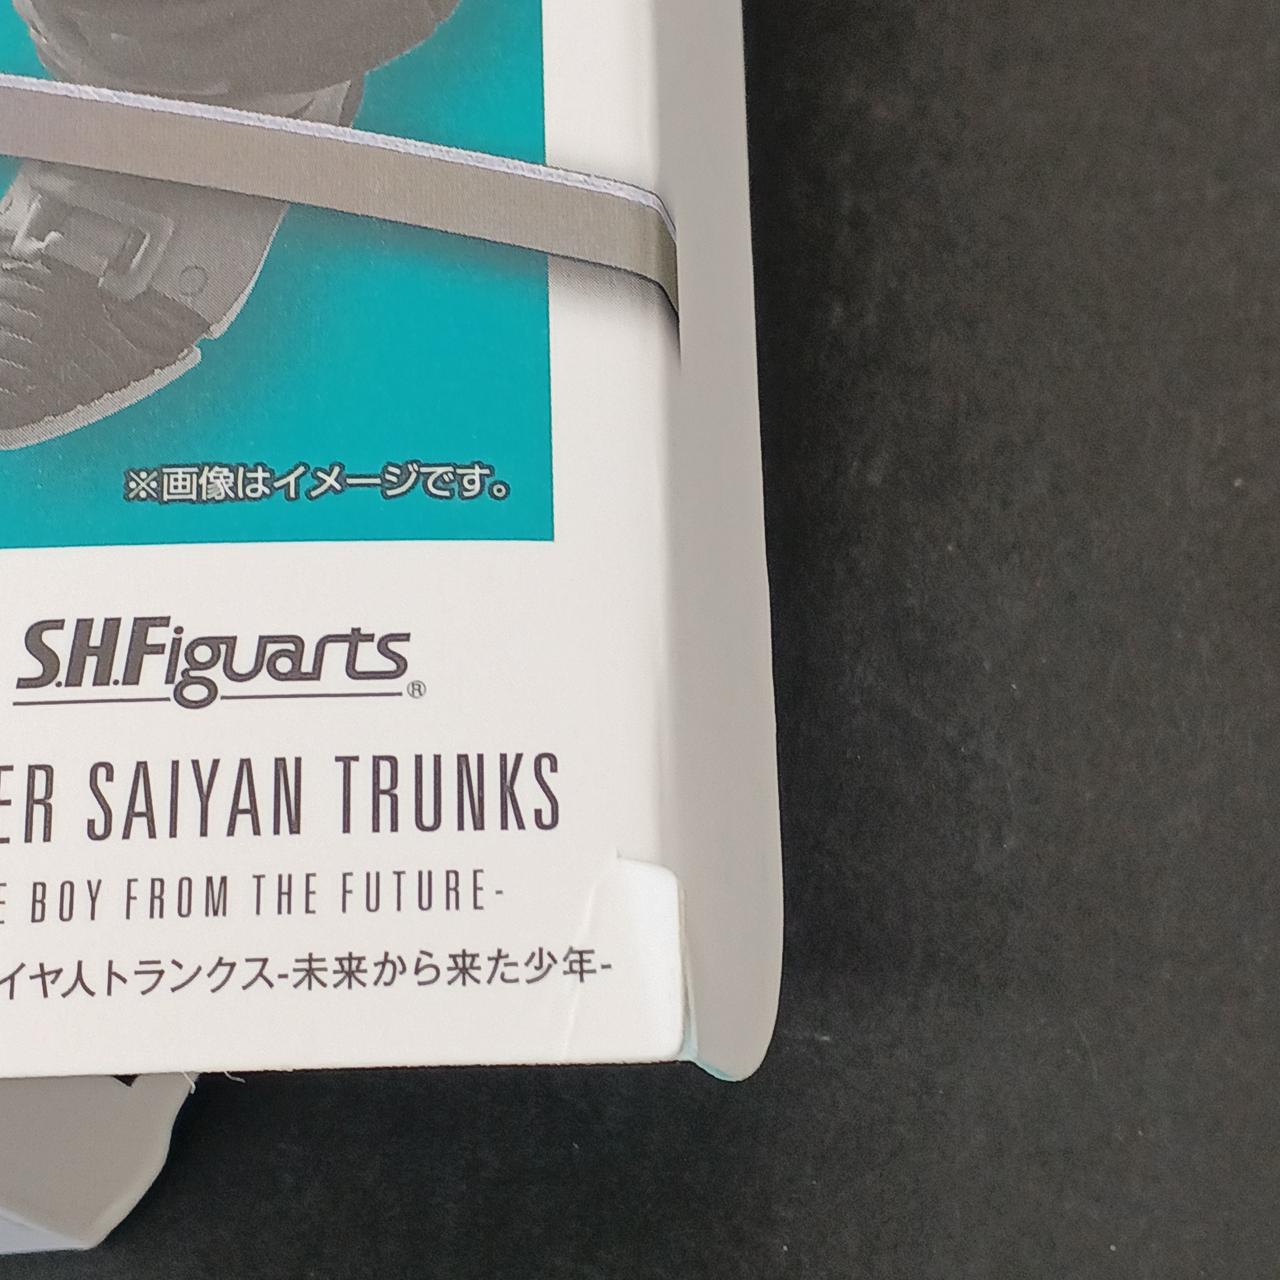 ※画像はイメージです。
S.H.Figuarts®
ER SAIYAN TRUNKS
E BOY FROM THE FUTURE-
イヤ人トランクス-未来から来た少年-